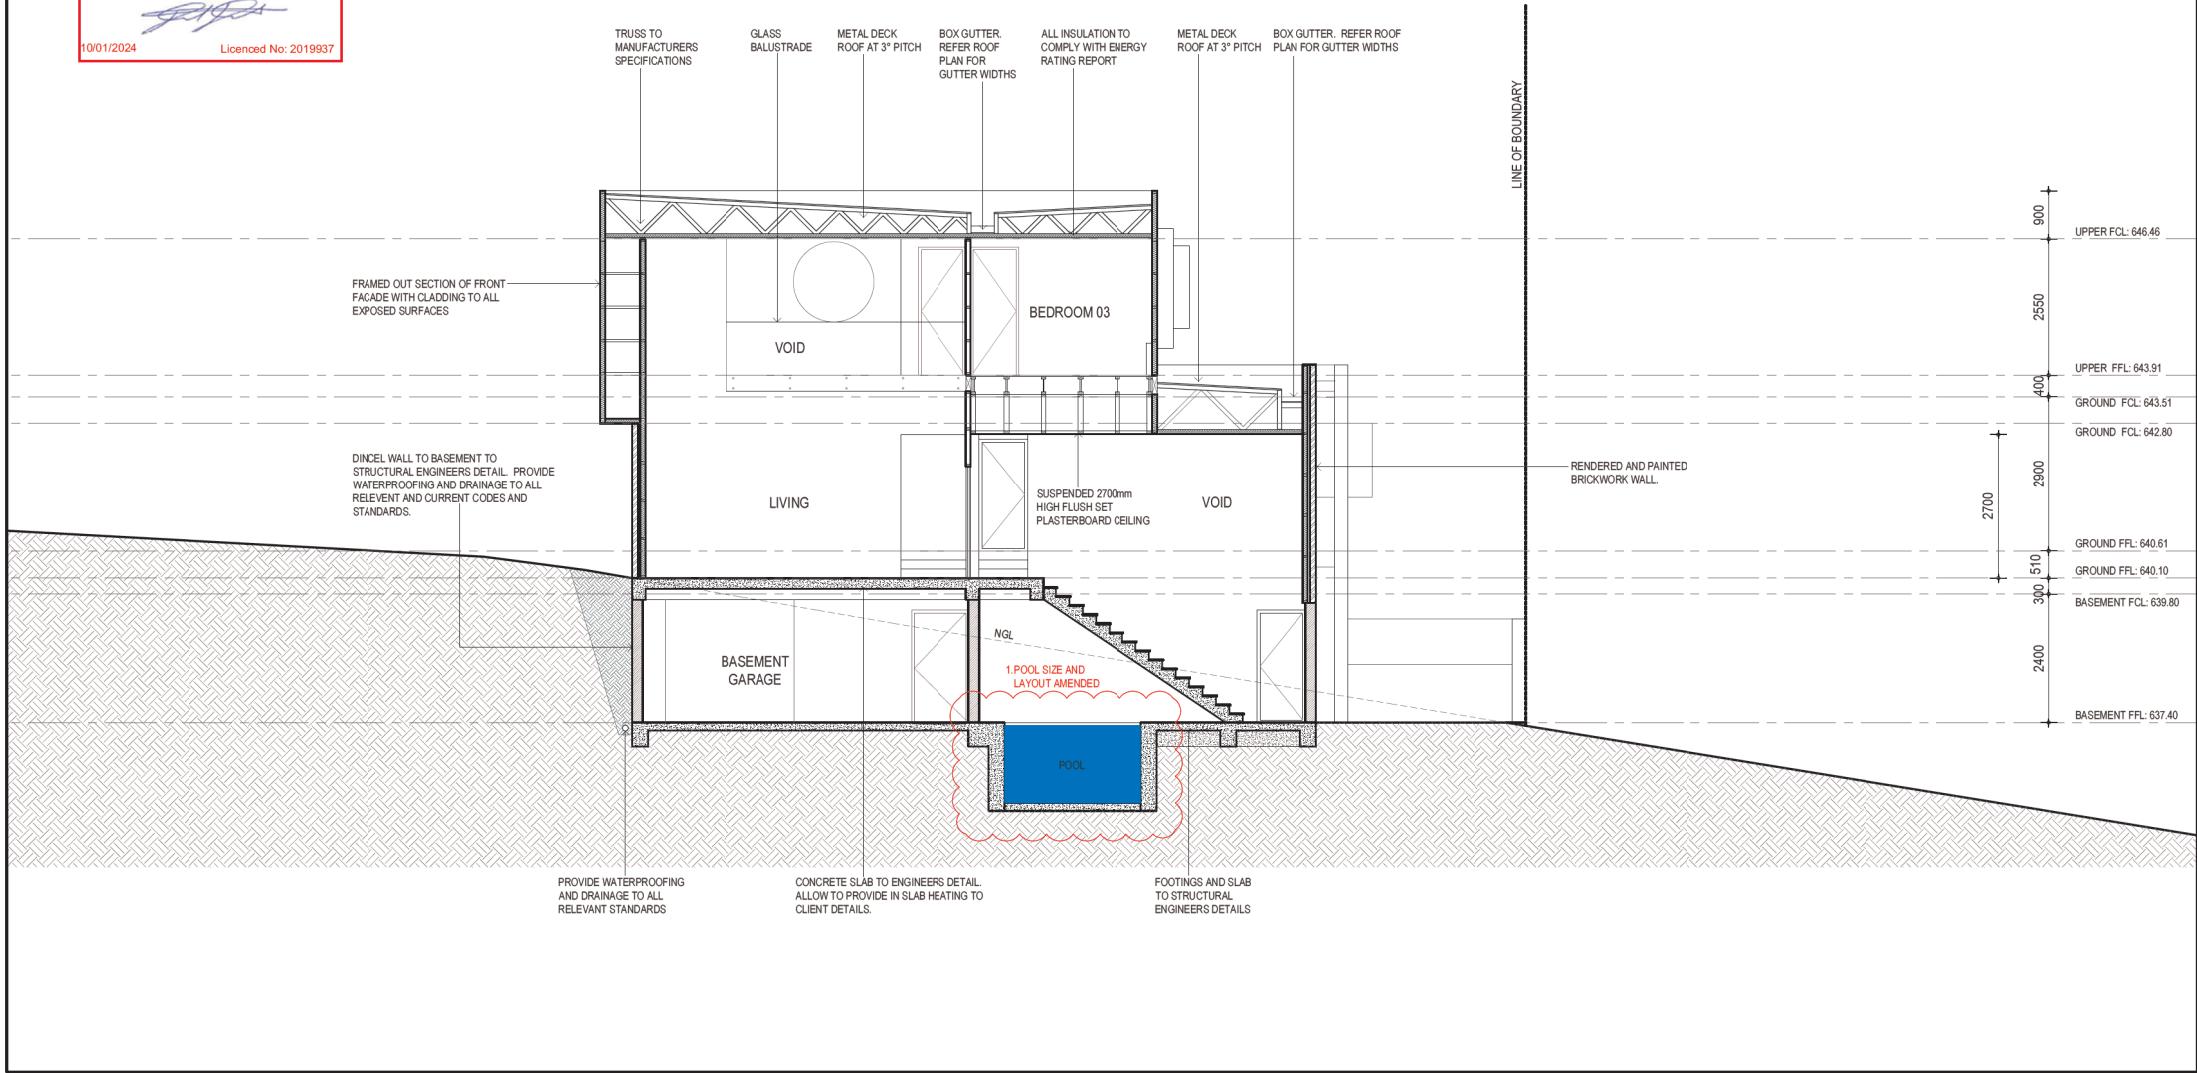 10/01/2024 Licenced No: 2019937
TRUSS TO
MANUFACTURERS
SPECIFICATIONS
GLASS
BALUSTRADE
METAL DECK
ROOF AT 3° PITCH
BOX GUTTER.
REFER ROOF
PLAN FOR
GUTTER WIDTHS
ALL INSULATION TO
COMPLY WITH ENERGY
RATING REPORT
METAL DECK
ROOF AT 3° PITCH
BOX GUTTER. REFER ROOF
PLAN FOR GUTTER WIDTHS
LINE OF BOUNDARY
900
UPPER FCL: 646.46
2550
UPPER FFL: 643.91
400
GROUND FCL: 643.51
GROUND FCL: 642.80
2900
2700
GROUND FFL: 640.61
510
GROUND FFL: 640.10
300
BASEMENT FCL: 639.80
2400
BASEMENT FFL: 637.40
FRAMED OUT SECTION OF FRONT
FACADE WITH CLADDING TO ALL
EXPOSED SURFACES
BEDROOM 03
VOID
DINCEL WALL TO BASEMENT TO
STRUCTURAL ENGINEERS DETAIL. PROVIDE
WATERPROOFING AND DRAINAGE TO ALL
RELEVENT AND CURRENT CODES AND
STANDARDS.
LIVING
SUSPENDED 2700mm
HIGH FLUSH SET
PLASTERBOARD CEILING
VOID
RENDERED AND PAINTED
BRICKWORK WALL.
NGL
BASEMENT
GARAGE
1.POOL SIZE AND
LAYOUT AMENDED
POOL
PROVIDE WATERPROOFING
AND DRAINAGE TO ALL
RELEVANT STANDARDS
CONCRETE SLAB TO ENGINEERS DETAIL.
ALLOW TO PROVIDE IN SLAB HEATING TO
CLIENT DETAILS.
FOOTINGS AND SLAB
TO STRUCTURAL
ENGINEERS DETAILS